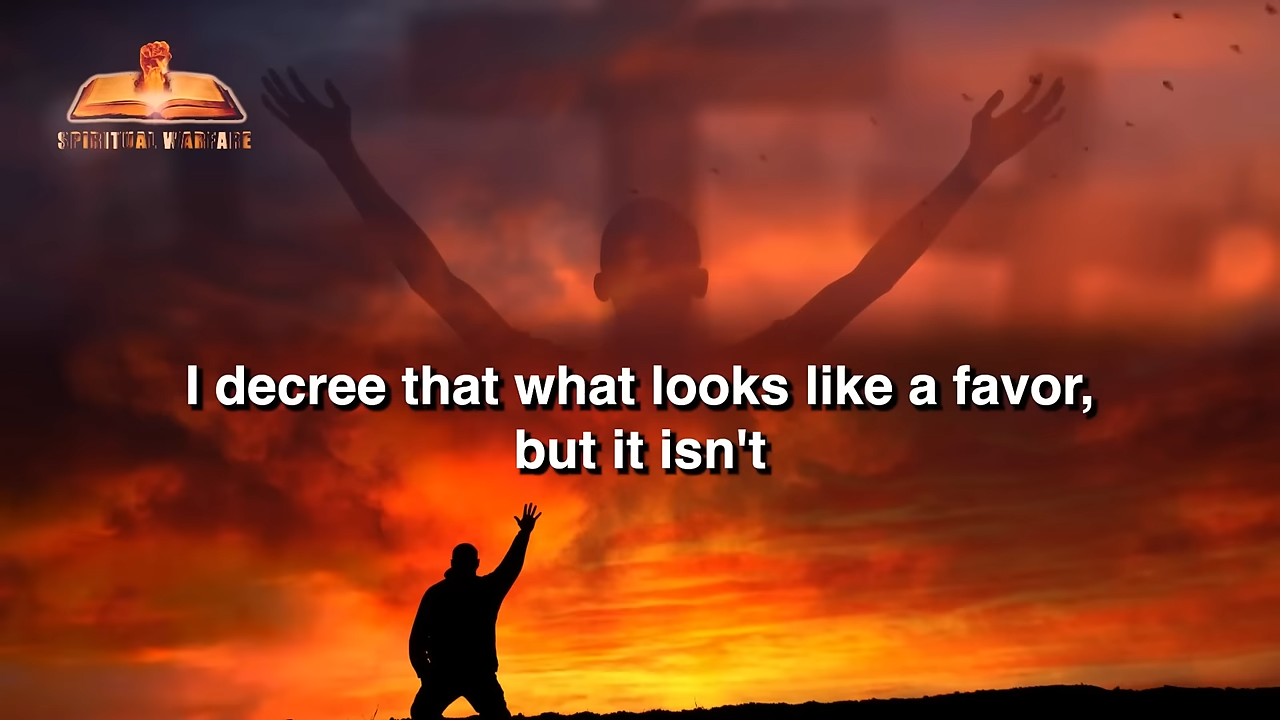 SPIRITUAL WARFARE
I decree that what looks like a favor,
but it isn't